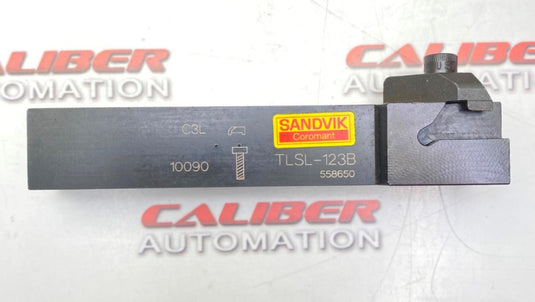 CALIBER
AUTOMATION
CALIBER
AUTOMATION
C3L
10090
SANDVIK
Coromant
TLSL-123B
558650
CALIBER
AUTOMATION